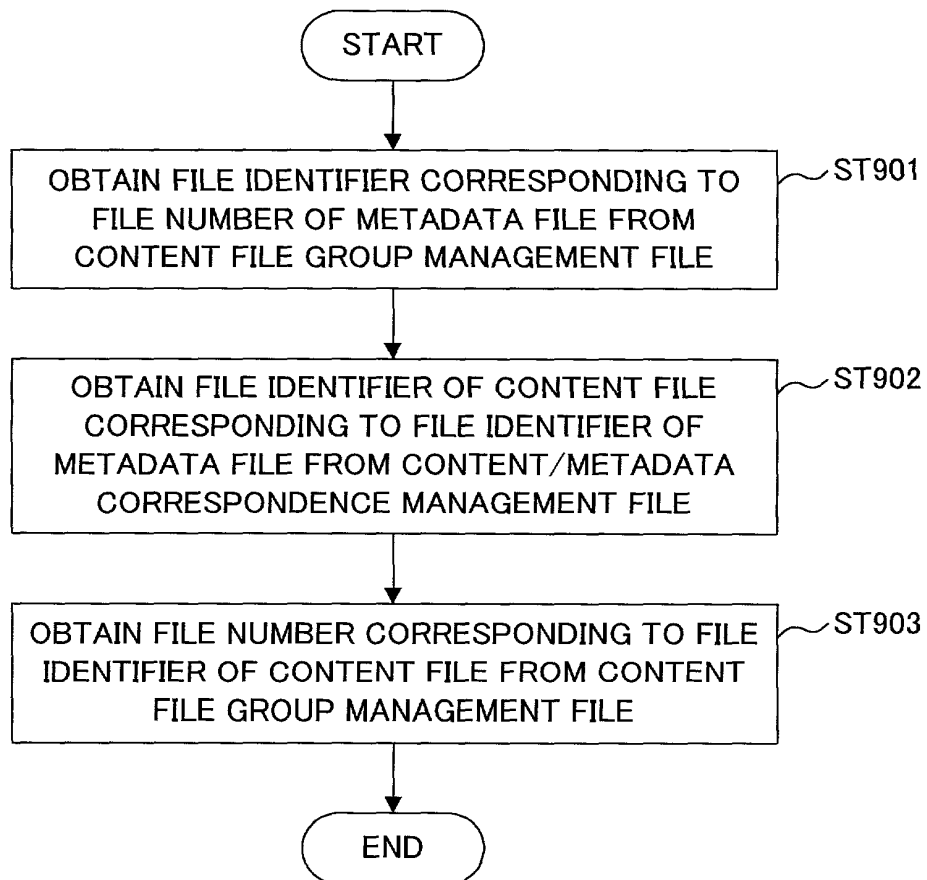 START
OBTAIN FILE IDENTIFIER CORRESPONDING TO
FILE NUMBER OF METADATA FILE FROM
CONTENT FILE GROUP MANAGEMENT FILE
ST901
OBTAIN FILE IDENTIFIER OF CONTENT FILE
CORRESPONDING TO FILE IDENTIFIER OF
METADATA FILE FROM CONTENT/METADATA
CORRESPONDENCE MANAGEMENT FILE
ST902
OBTAIN FILE NUMBER CORRESPONDING TO FILE
IDENTIFIER OF CONTENT FILE FROM CONTENT
FILE GROUP MANAGEMENT FILE
ST903
END